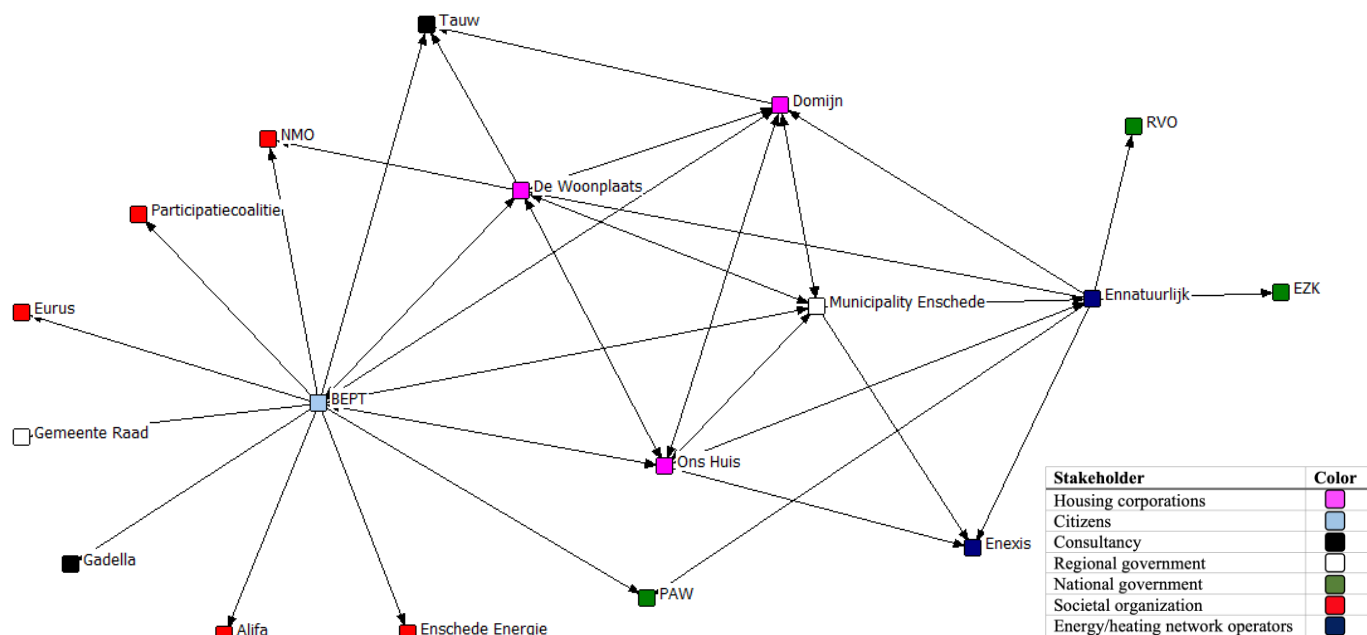 Tauw
Domijn
RVO
NMO
De Woonplaats
Participatiecoalitie
Eurus
Municipality Enschede
Ennatuurlijk
EZK
BEPT
Gemeente Raad
Ons Huis
Enexis
Gadella
PAW
Alifa
Enschede Energie
Stakeholder Color
Housing corporations
Citizens
Consultancy
Regional government
National government
Societal organization
Energy/heating network operators